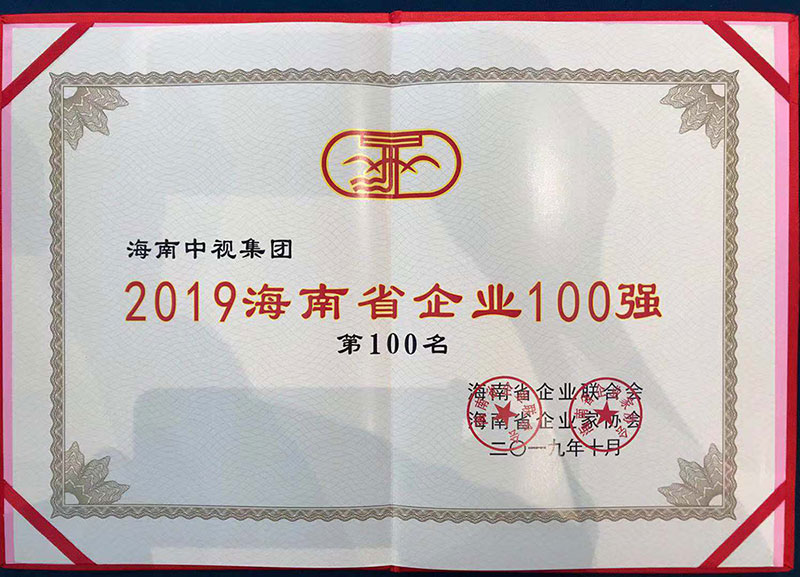 海南中视集团
2019海南省企业100强
第100名
海南省企业联合会
海南省企业家协会
二〇一九年十月